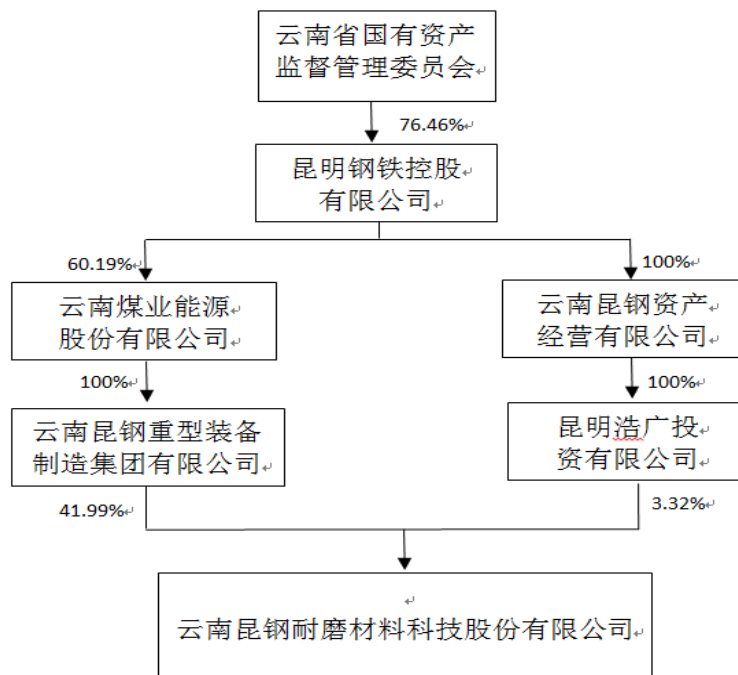 云南省国有资产
监督管理委员会
76.46%
昆明钢铁控股
有限公司
60.19%
100%
云南煤业能源
股份有限公司
云南昆钢资产
经营有限公司
100%
100%
云南昆钢重型装备
制造集团有限公司
昆明浩广投
资有限公司
41.99%
3.32%
云南昆钢耐磨材料科技股份有限公司